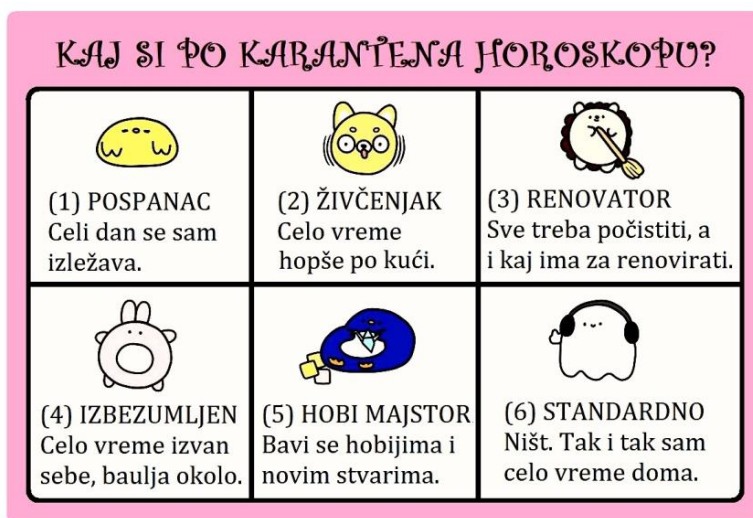 KAJ SI PO KARANTENA HOROSKOPU?
(1) POSPANAC
Celi dan se sam
izležava.
(2) ŽIVČENJAK
Celo vreme
hopše po kući.
(3) RENOVATOR
Sve treba počistiti, a
i kaj ima za renovirati.
(4) IZBEZUMLJEN
Celo vreme izvan
sebe, baulja okolo.
(5) HOBI MAJSTOR
Bavi se hobijima i
novim stvarima.
(6) STANDARDNO
Ništ. Tak i tak sam
celo vreme doma.